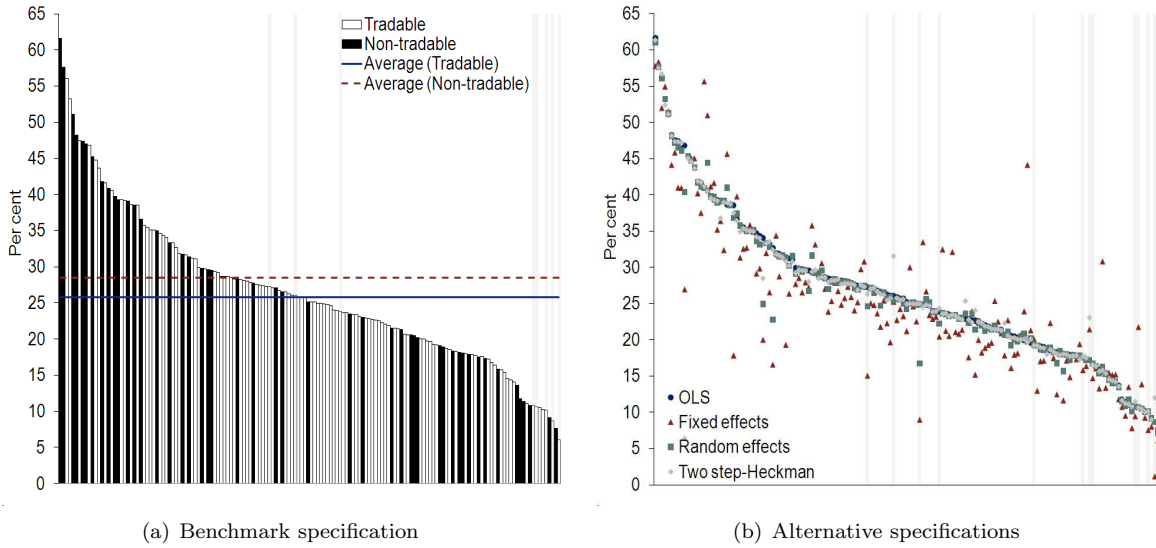 65
60
55
50
45
40
35
30
25
20
15
10
5
0
Per cent
Tradable
Non-tradable
Average (Tradable)
Average (Non-tradable)
(a) Benchmark specification
65
60
55
50
45
40
35
30
25
20
15
10
5
0
Per cent
OLS
Fixed effects
Random effects
Two step-Heckman
(b) Alternative specifications